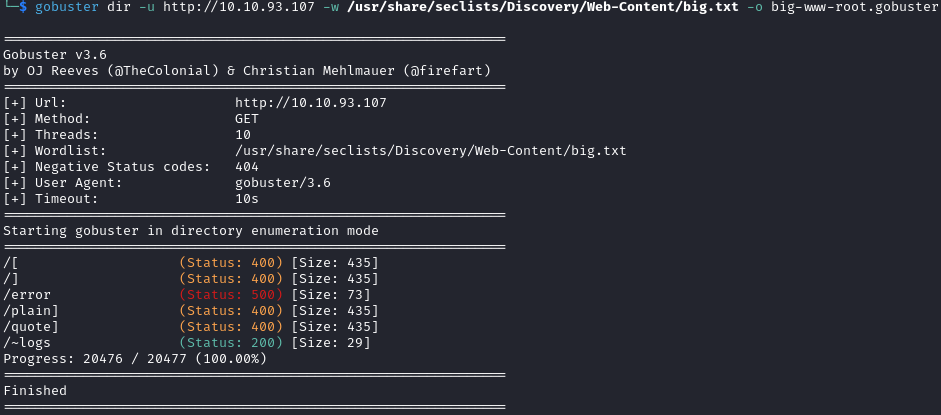 └─$ gobuster dir -u http://10.10.93.107 -w /usr/share/seclists/Discovery/Web-Content/big.txt -o big-www-root.gobuster
===============================================================
Gobuster v3.6
by OJ Reeves (@TheColonial) & Christian Mehlmauer (@firefart)
===============================================================
[+] Url:                     http://10.10.93.107
[+] Method:                  GET
[+] Threads:                 10
[+] Wordlist:                /usr/share/seclists/Discovery/Web-Content/big.txt
[+] Negative Status codes:   404
[+] User Agent:              gobuster/3.6
[+] Timeout:                 10s
===============================================================
Starting gobuster in directory enumeration mode
===============================================================
/[                    (Status: 400) [Size: 435]
/]                    (Status: 400) [Size: 435]
/error                (Status: 500) [Size: 73]
/plain]               (Status: 400) [Size: 435]
/quote]               (Status: 400) [Size: 435]
/~logs                (Status: 200) [Size: 29]
Progress: 20476 / 20477 (100.00%)
===============================================================
Finished
===============================================================